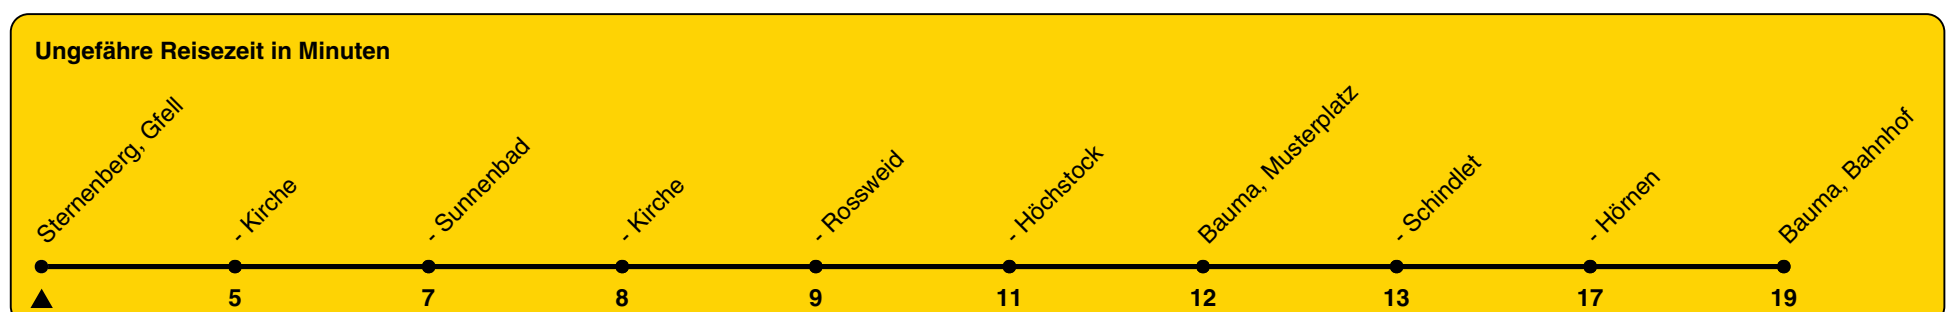 Ungefähre Reisezeit in Minuten
Sternenberg, Gfell
- Kirche
- Sunnenbad
- Kirche
- Rossweid
- Höchstock
Bauma, Musterplatz
- Schindlet
- Hörnen
Bauma, Bahnhof
5 7 8 9 11 12 13 17 19